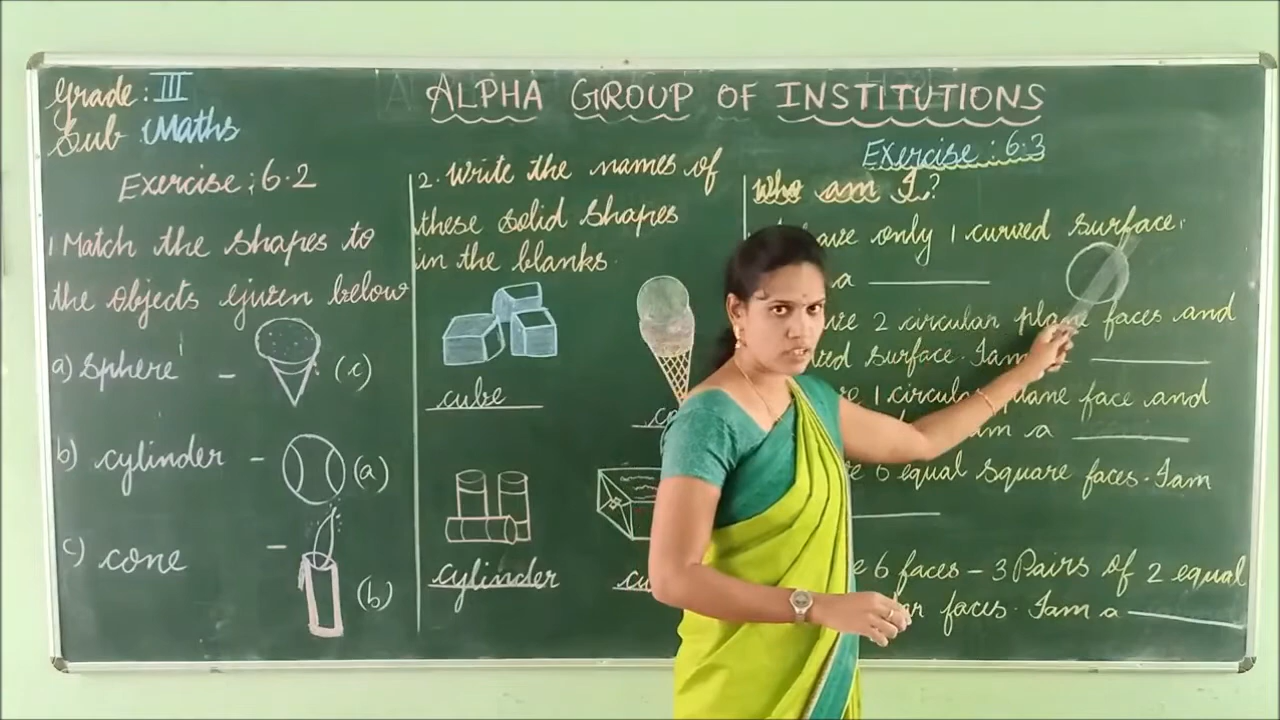 Grade: III
Sub: Maths
ALPHA GROUP OF INSTITUTIONS
Exercise: 6.2
1 Match the shapes to
the objects given below
a) sphere - (c)
b) cylinder - (a)
c) cone - (b)
2. Write the names of
these solid shapes
in the blanks.
cube
cylinder
Exercise: 6.3
Who am I?
only 1 curved surface.
a
2 circular plane faces and
surface. I am
1 circular plane face and
a
6 equal square faces. I am
6 faces - 3 Pairs of 2 equal
faces. I am a